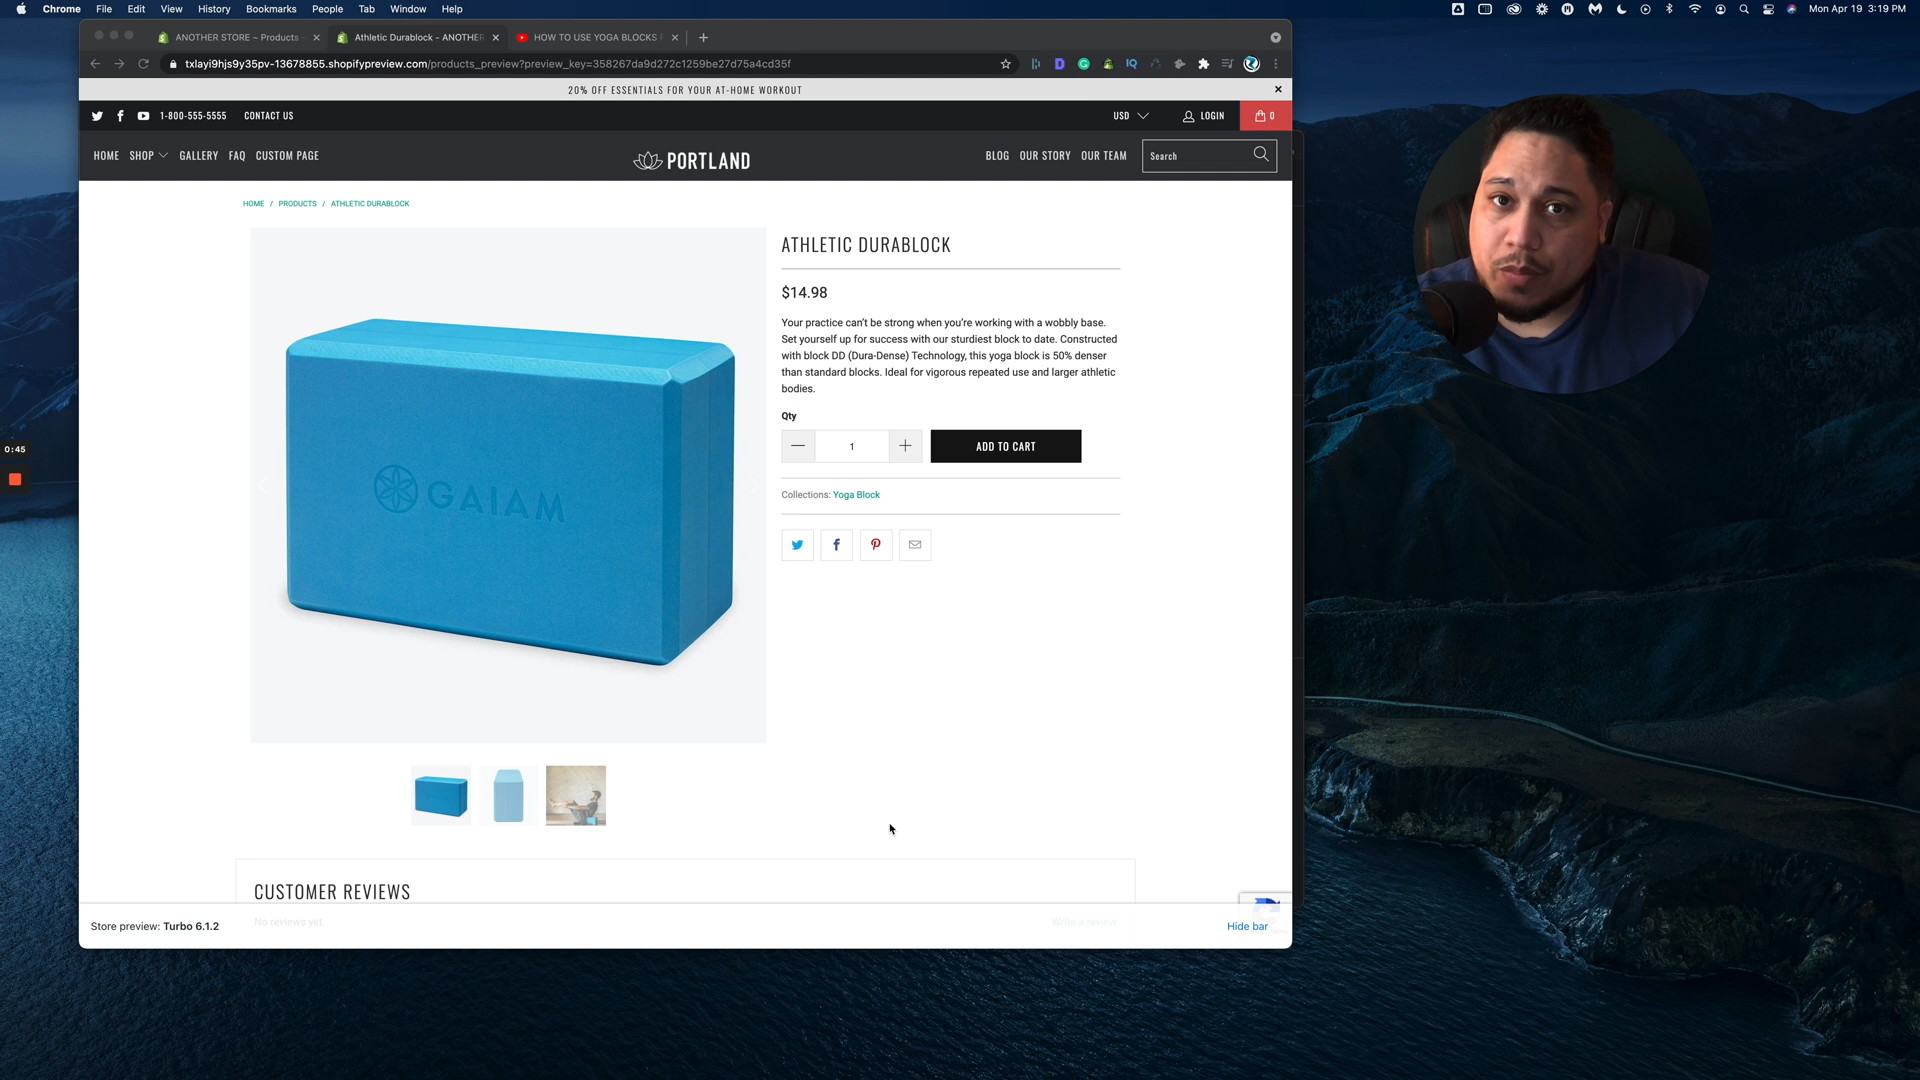 Chrome File Edit View History Bookmarks People Tab Window Help
Mon Apr 19 3:19 PM
ANOTHER STORE ~ Products
Athletic Durablock - ANOTHER
HOW TO USE YOGA BLOCKS
txlayi9hjs9y35pv-13678855.shopifypreview.com/products_preview?preview_key=358267da9d272c1259be27d75a4cd35f
20% OFF ESSENTIALS FOR YOUR AT-HOME WORKOUT
1-800-555-5555 CONTACT US
USD LOGIN 0
HOME SHOP GALLERY FAQ CUSTOM PAGE
PORTLAND
BLOG OUR STORY OUR TEAM Search
HOME / PRODUCTS / ATHLETIC DURABLOCK
ATHLETIC DURABLOCK
$14.98
Your practice can't be strong when you're working with a wobbly base.
Set yourself up for success with our sturdiest block to date. Constructed
with block DD (Dura-Dense) Technology, this yoga block is 50% denser
than standard blocks. Ideal for vigorous repeated use and larger athletic
bodies.
Qty
1
ADD TO CART
0:45
GAIAM
Collections: Yoga Block
CUSTOMER REVIEWS
No reviews yet
Write a review
Store preview: Turbo 6.1.2
Hide bar